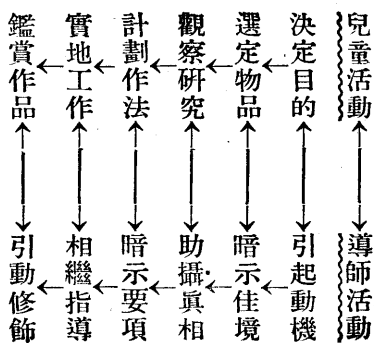 兒童活動
導師活動
決定目的
引起動機
選定物品
暗示佳境
觀察研究
助攝眞相
計劃作法
暗示要項
實地工作
相繼指導
鑑賞作品
引動修飾